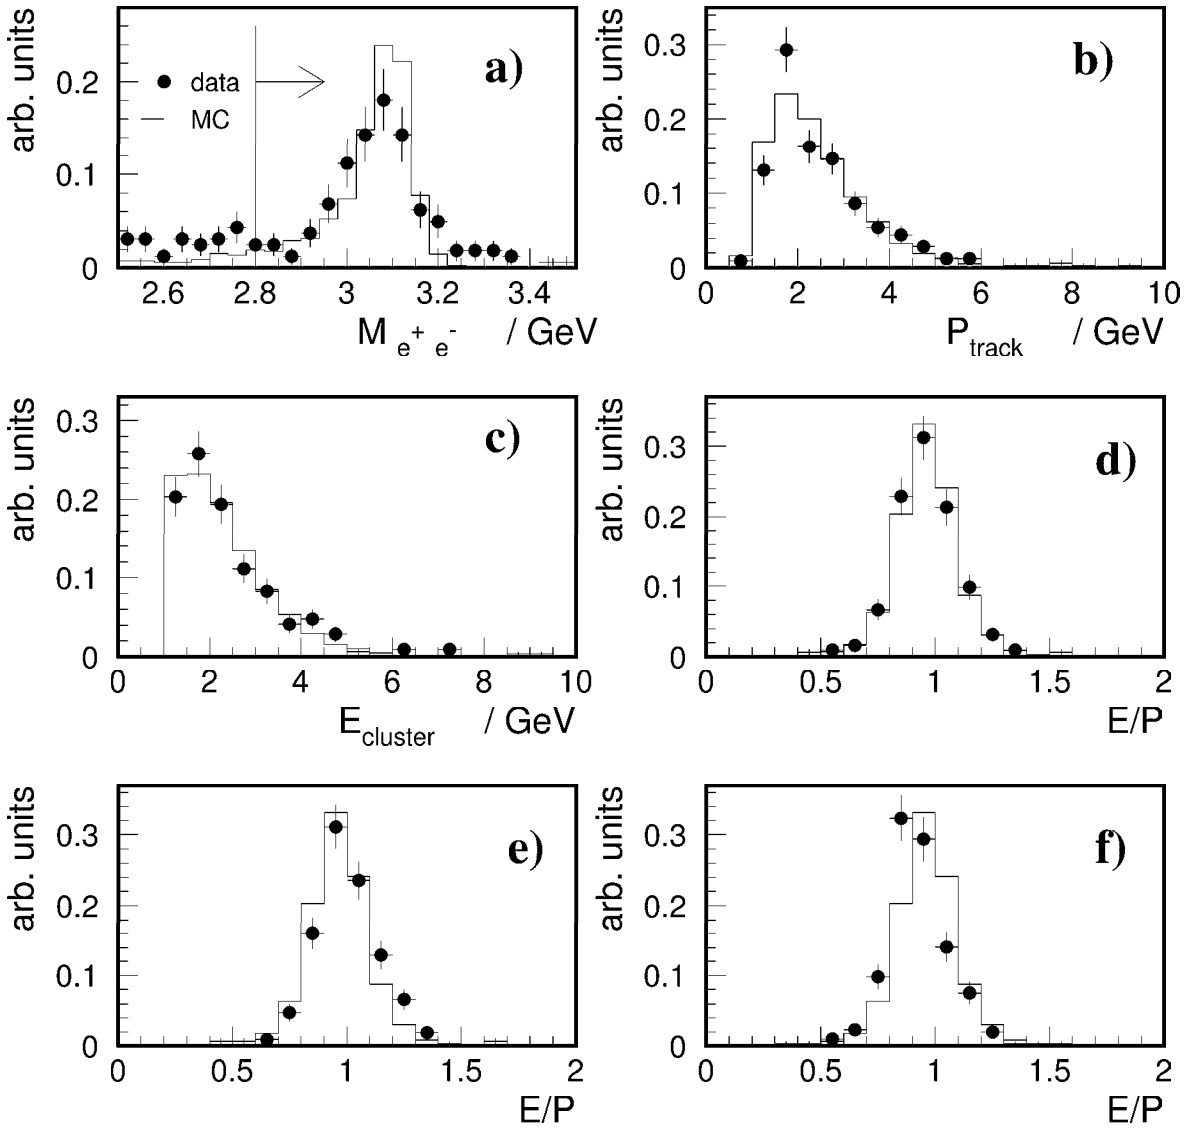 arb. units
0.2
0.1
0
data
MC
a)
2.6 2.8 3 3.2 3.4
M e+ e- / GeV
arb. units
0.3
0.2
0.1
0
b)
0 2 4 6 8 10
Ptrack / GeV
arb. units
0.3
0.2
0.1
0
c)
0 2 4 6 8 10
Ecluster / GeV
arb. units
0.3
0.2
0.1
0
d)
0 0.5 1 1.5 2
E/P
arb. units
0.3
0.2
0.1
0
e)
0 0.5 1 1.5 2
E/P
arb. units
0.3
0.2
0.1
0
f)
0 0.5 1 1.5 2
E/P